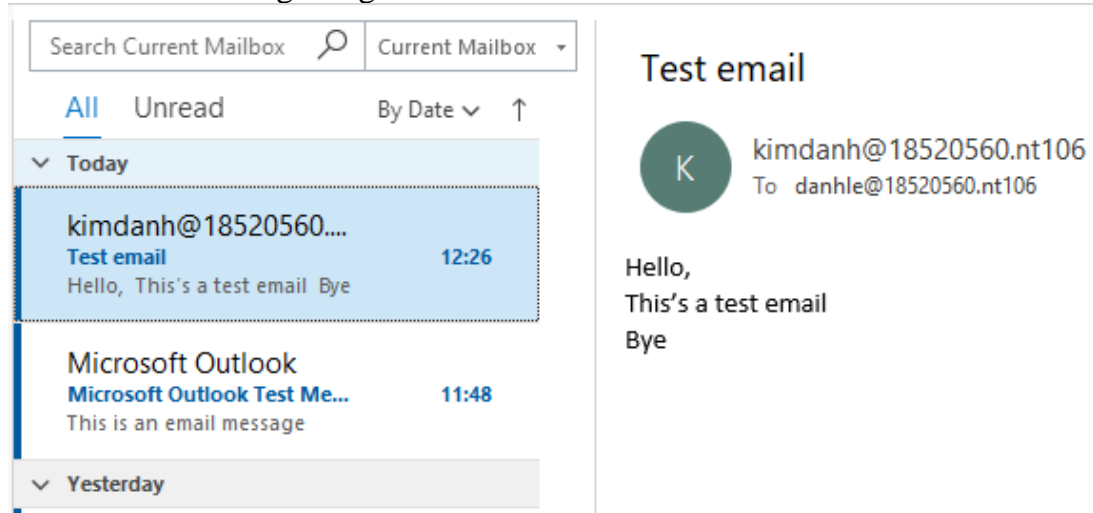 Search Current Mailbox
Current Mailbox
All Unread By Date
Today
kimdanh@18520560....
Test email 12:26
Hello, This's a test email Bye
Microsoft Outlook
Microsoft Outlook Test Me... 11:48
This is an email message
Yesterday
Test email
K
kimdanh@18520560.nt106
To danhle@18520560.nt106
Hello,
This’s a test email
Bye